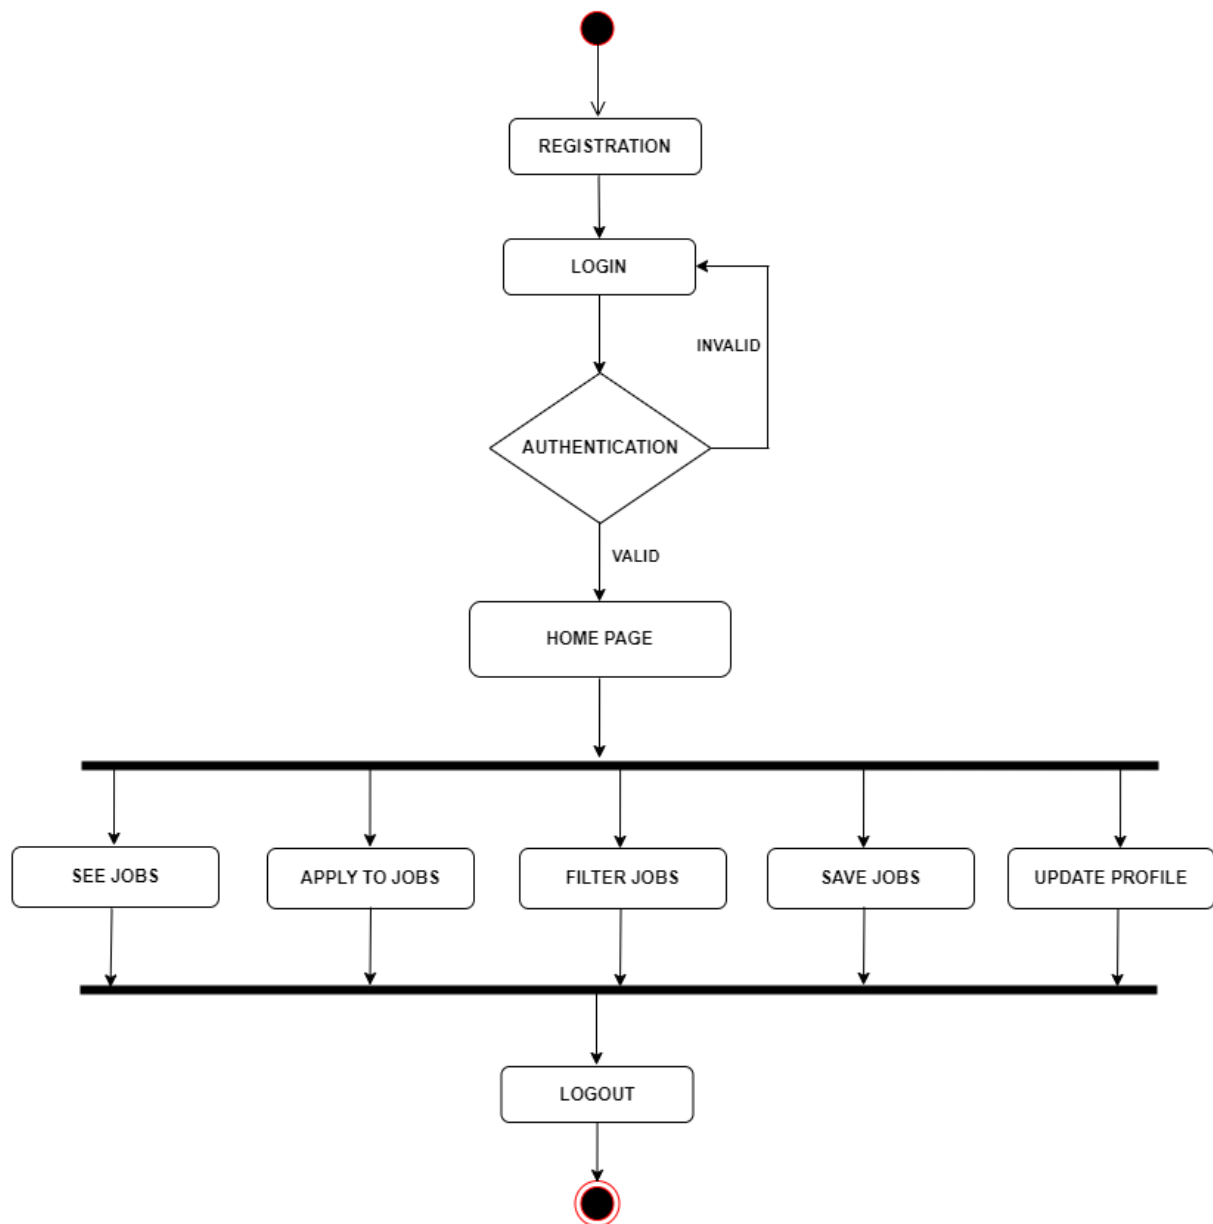 REGISTRATION
LOGIN
INVALID
AUTHENTICATION
VALID
HOME PAGE
SEE JOBS
APPLY TO JOBS
FILTER JOBS
SAVE JOBS
UPDATE PROFILE
LOGOUT